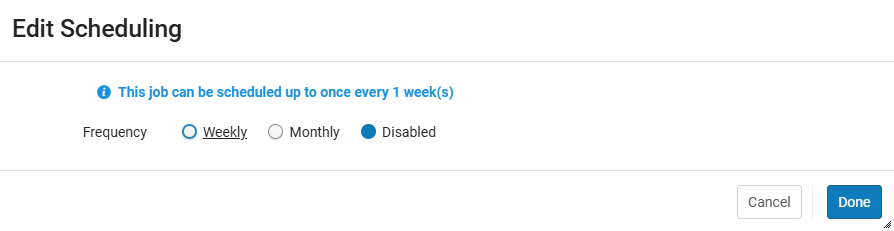 Edit Scheduling
This job can be scheduled up to once every 1 week(s)
Frequency Weekly Monthly Disabled
Cancel Done